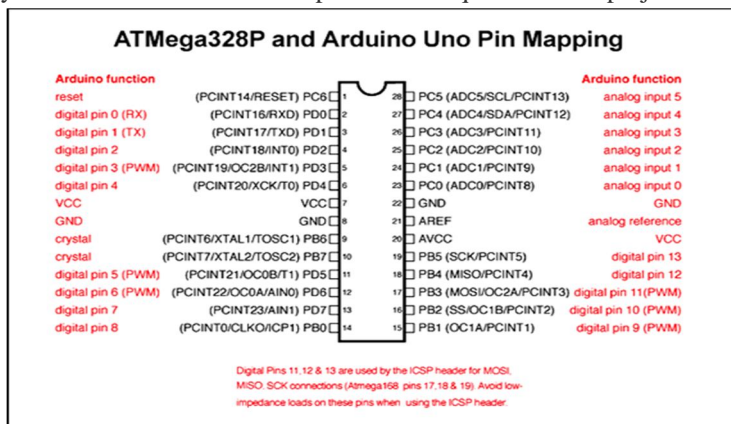 ATMega328P and Arduino Uno Pin Mapping
Arduino function Arduino function
reset (PCINT14/RESET) PC6 1 28 PC5 (ADC5/SCL/PCINT13) analog input 5
digital pin 0 (RX) (PCINT16/RXD) PD0 2 27 PC4 (ADC4/SDA/PCINT12) analog input 4
digital pin 1 (TX) (PCINT17/TXD) PD1 3 26 PC3 (ADC3/PCINT11) analog input 3
digital pin 2 (PCINT18/INT0) PD2 4 25 PC2 (ADC2/PCINT10) analog input 2
digital pin 3 (PWM) (PCINT19/OC2B/INT1) PD3 5 24 PC1 (ADC1/PCINT9) analog input 1
digital pin 4 (PCINT20/XCK/T0) PD4 6 23 PC0 (ADC0/PCINT8) analog input 0
VCC VCC 7 22 GND GND
GND GND 8 21 AREF analog reference
crystal (PCINT6/XTAL1/TOSC1) PB6 9 20 AVCC VCC
crystal (PCINT7/XTAL2/TOSC2) PB7 10 19 PB5 (SCK/PCINT5) digital pin 13
digital pin 5 (PWM) (PCINT21/OC0B/T1) PD5 11 18 PB4 (MISO/PCINT4) digital pin 12
digital pin 6 (PWM) (PCINT22/OC0A/AIN0) PD6 12 17 PB3 (MOSI/OC2A/PCINT3) digital pin 11(PWM)
digital pin 7 (PCINT23/AIN1) PD7 13 16 PB2 (SS/OC1B/PCINT2) digital pin 10 (PWM)
digital pin 8 (PCINT0/CLKO/ICP1) PB0 14 15 PB1 (OC1A/PCINT1) digital pin 9 (PWM)
Digital Pins 11,12 & 13 are used by the ICSP header for MOSI,
MISO, SCK connections (Atmega168 pins 17,18 & 19). Avoid low-
impedance loads on these pins when using the ICSP header.